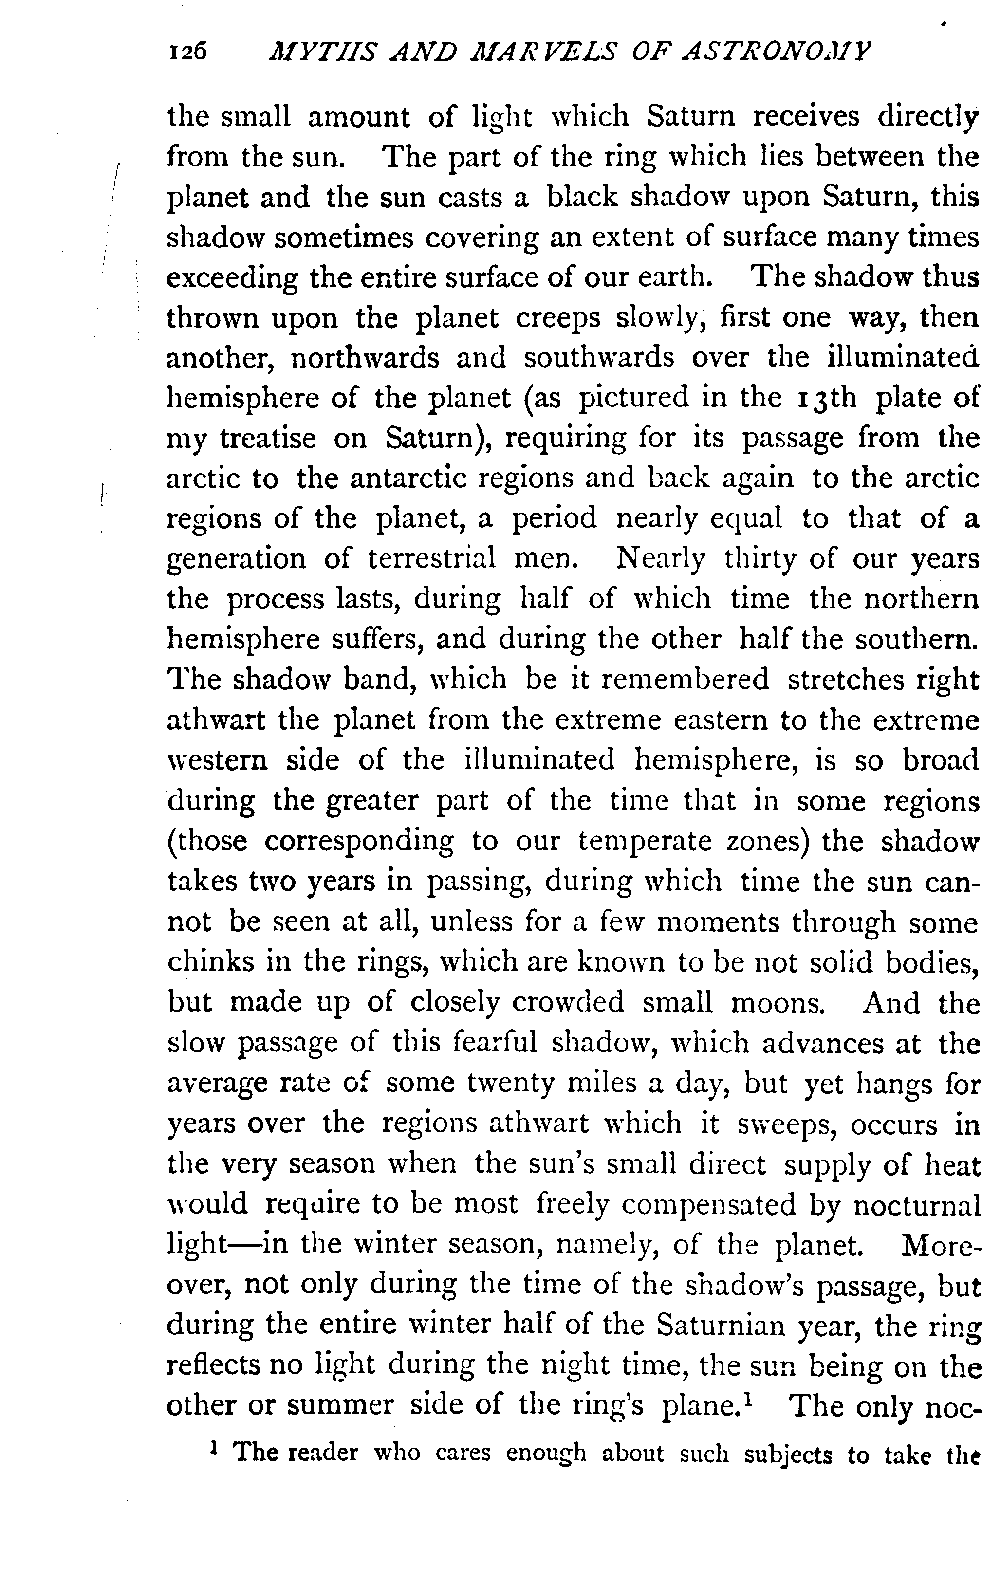 126 MYTHS AND MARVELS OF ASTRONOMY
the small amount of light which Saturn receives directly
from the sun. The part of the ring which lies between the
planet and the sun casts a black shadow upon Saturn, this
shadow sometimes covering an extent of surface many times
exceeding the entire surface of our earth. The shadow thus
thrown upon the planet creeps slowly, first one way, then
another, northwards and southwards over the illuminated
hemisphere of the planet (as pictured in the 13th plate of
my treatise on Saturn), requiring for its passage from the
arctic to the antarctic regions and back again to the arctic
regions of the planet, a period nearly equal to that of a
generation of terrestrial men. Nearly thirty of our years
the process lasts, during half of which time the northern
hemisphere suffers, and during the other half the southern.
The shadow band, which be it remembered stretches right
athwart the planet from the extreme eastern to the extreme
western side of the illuminated hemisphere, is so broad
during the greater part of the time that in some regions
(those corresponding to our temperate zones) the shadow
takes two years in passing, during which time the sun can-
not be seen at all, unless for a few moments through some
chinks in the rings, which are known to be not solid bodies,
but made up of closely crowded small moons. And the
slow passage of this fearful shadow, which advances at the
average rate of some twenty miles a day, but yet hangs for
years over the regions athwart which it sweeps, occurs in
the very season when the sun's small direct supply of heat
would require to be most freely compensated by nocturnal
light—in the winter season, namely, of the planet. More-
over, not only during the time of the shadow's passage, but
during the entire winter half of the Saturnian year, the ring
reflects no light during the night time, the sun being on the
other or summer side of the ring's plane.¹ The only noc-
¹ The reader who cares enough about such subjects to take the